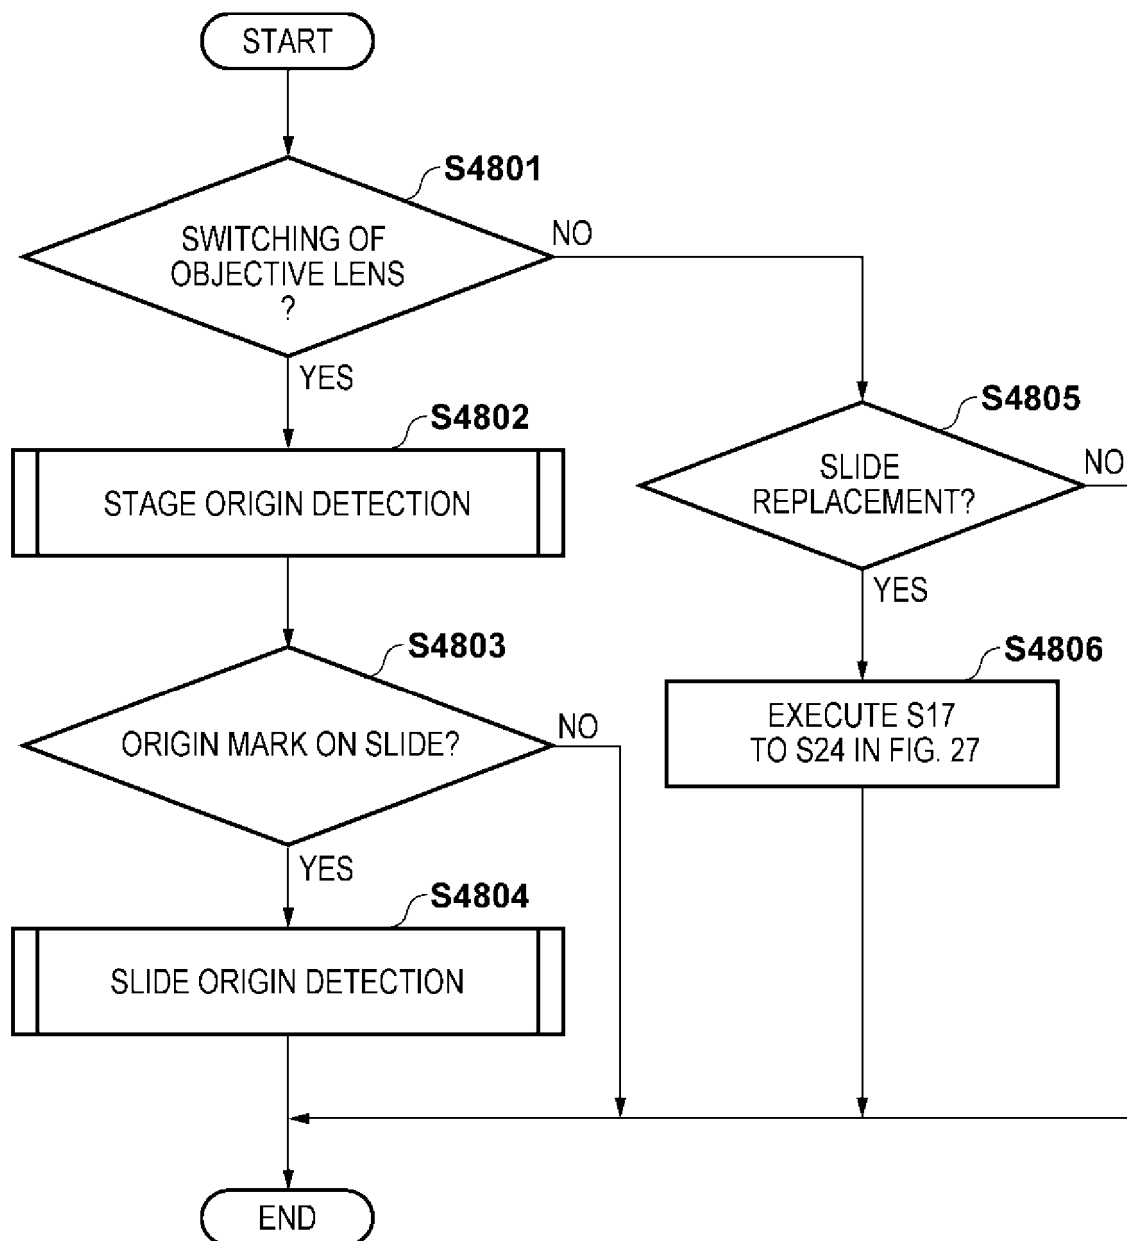 START
S4801
SWITCHING OF
OBJECTIVE LENS
?
NO
YES
S4802
STAGE ORIGIN DETECTION
S4803
ORIGIN MARK ON SLIDE?
NO
YES
S4804
SLIDE ORIGIN DETECTION
S4805
SLIDE
REPLACEMENT?
NO
YES
S4806
EXECUTE S17
TO S24 IN FIG. 27
END